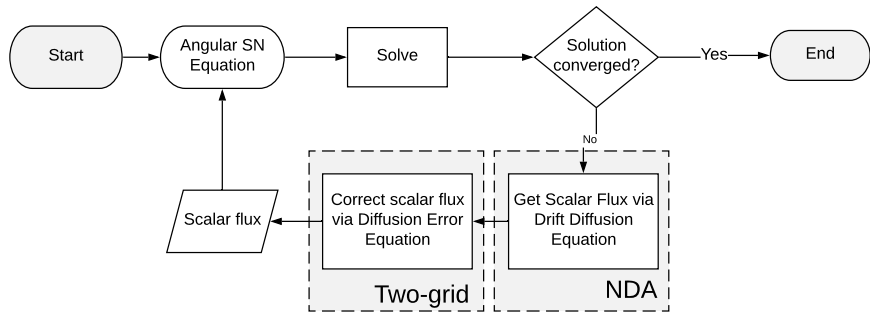 Start
Angular SN
Equation
Solve
Solution
converged?
Yes
End
No
Scalar flux
Correct scalar flux
via Diffusion Error
Equation
Get Scalar Flux via
Drift Diffusion
Equation
Two-grid
NDA